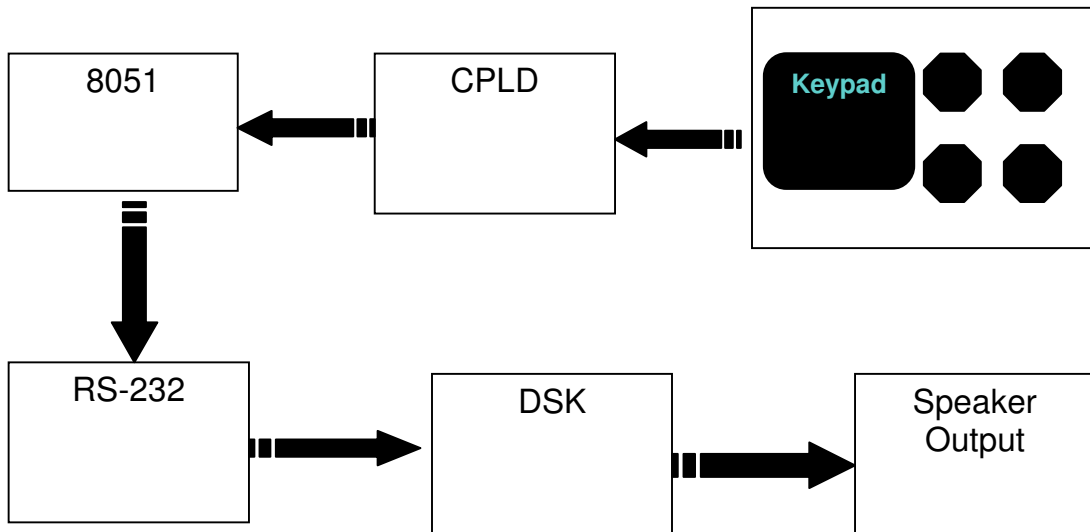 8051
CPLD
Keypad
RS-232
DSK
Speaker
Output